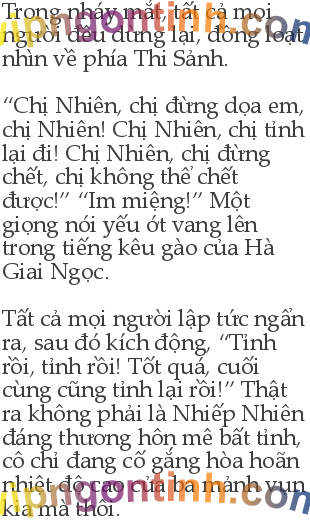 Trong nháy mắt, tất cả mọi
người đều dừng lại, đồng loạt
nhìn về phía Thi Sảnh.
“Chị Nhiên, chị đừng dọa em,
chị Nhiên! Chị Nhiên, chị tỉnh
lại đi! Chị Nhiên, chị đừng
chết, chị không thể chết
được!” “Im miệng!” Một
giọng nói yếu ớt vang lên
trong tiếng kêu gào của Hà
Giai Ngọc.
Tất cả mọi người lập tức ngẩn
ra, sau đó kích động, “Tỉnh
rồi, tỉnh rồi! Tốt quá, cuối
cùng cũng tỉnh lại rồi!” Thật
ra không phải là Nhiếp Nhiên
đáng thương hôn mê bất tỉnh,
cô chỉ đang cố gắng hòa hoãn
nhiệt độ cao của ba mảnh vụn
kia mà thôi.